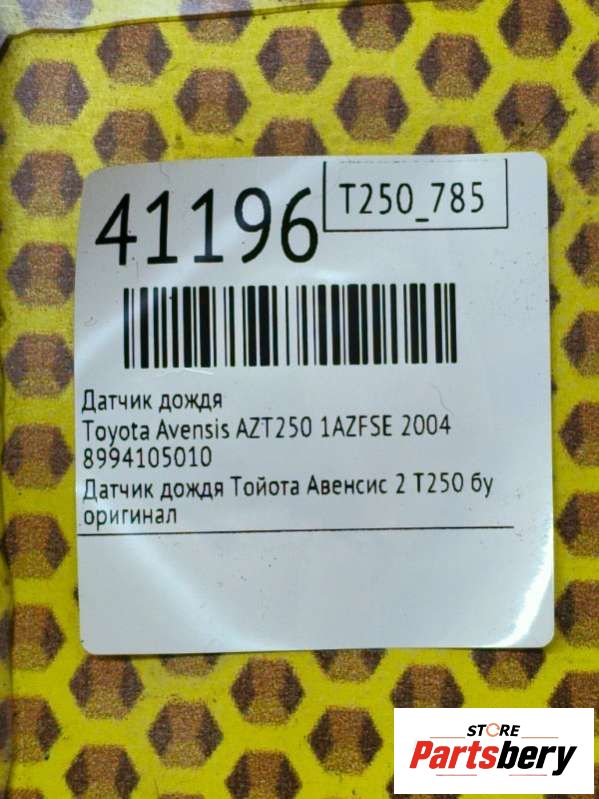 41196
T250_785
Датчик дождя
Toyota Avensis AZT250 1AZFSE 2004
8994105010
Датчик дождя Тойота Авенсис 2 Т250 бу
оригинал
STORE
Partsbery